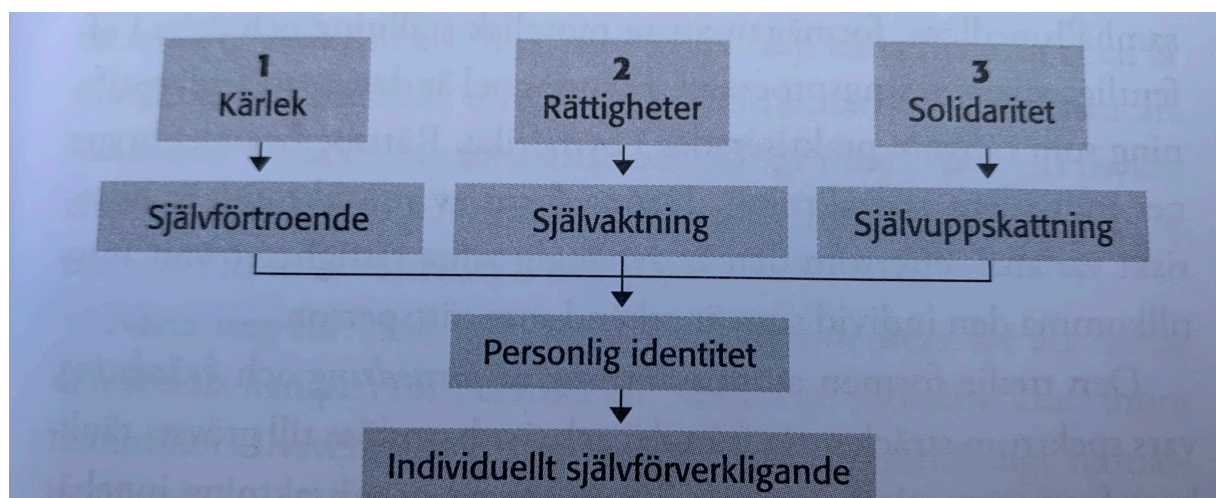 1
Kärlek
2
Rättigheter
3
Solidaritet
Självförtroende
Självaktning
Självuppskattning
Personlig identitet
Individuellt självförverkligande